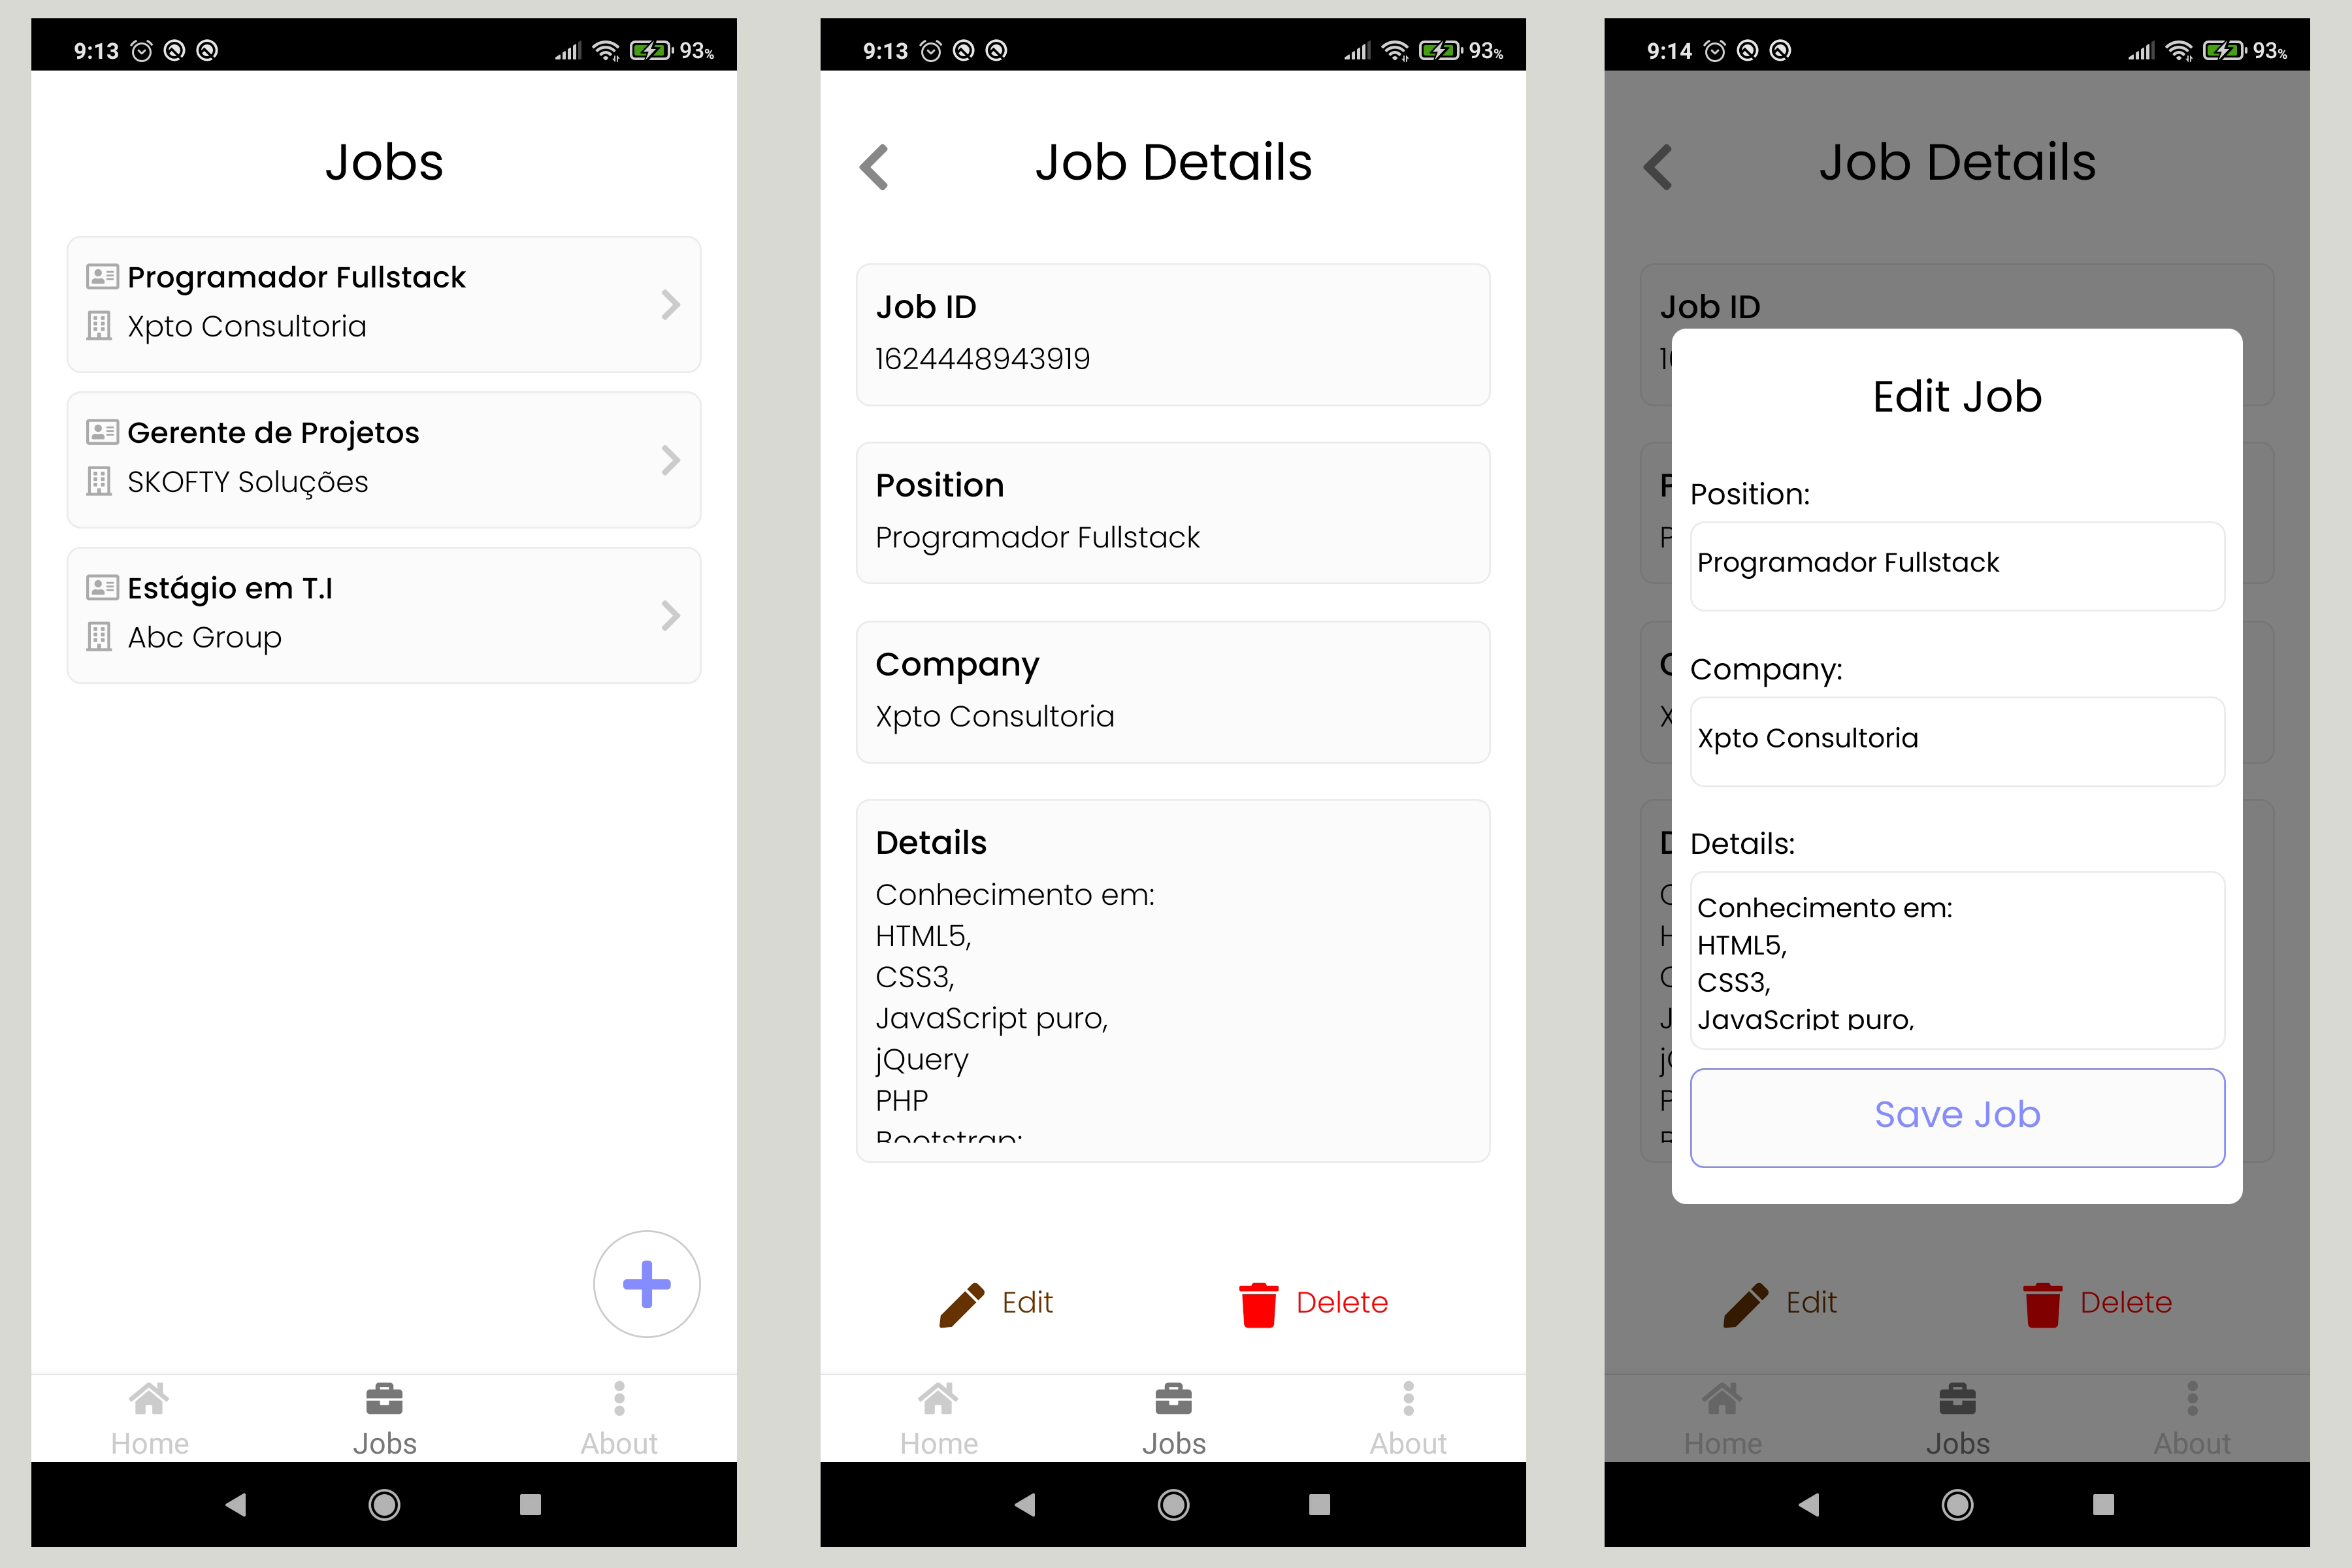 9:13
93%
Jobs
Programador Fullstack
Xpto Consultoria
Gerente de Projetos
SKOFTY Soluções
Estágio em T.I
Abc Group
Home
Jobs
About
9:13
93%
Job Details
Job ID
1624448943919
Position
Programador Fullstack
Company
Xpto Consultoria
Details
Conhecimento em:
HTML5,
CSS3,
JavaScript puro,
jQuery
PHP
Bootstrap;
Edit
Delete
Home
Jobs
About
9:14
93%
Job Details
Job ID
Edit Job
Position:
Programador Fullstack
Company:
Xpto Consultoria
Details:
Conhecimento em:
HTML5,
CSS3,
JavaScript puro,
Save Job
Edit
Delete
Home
Jobs
About